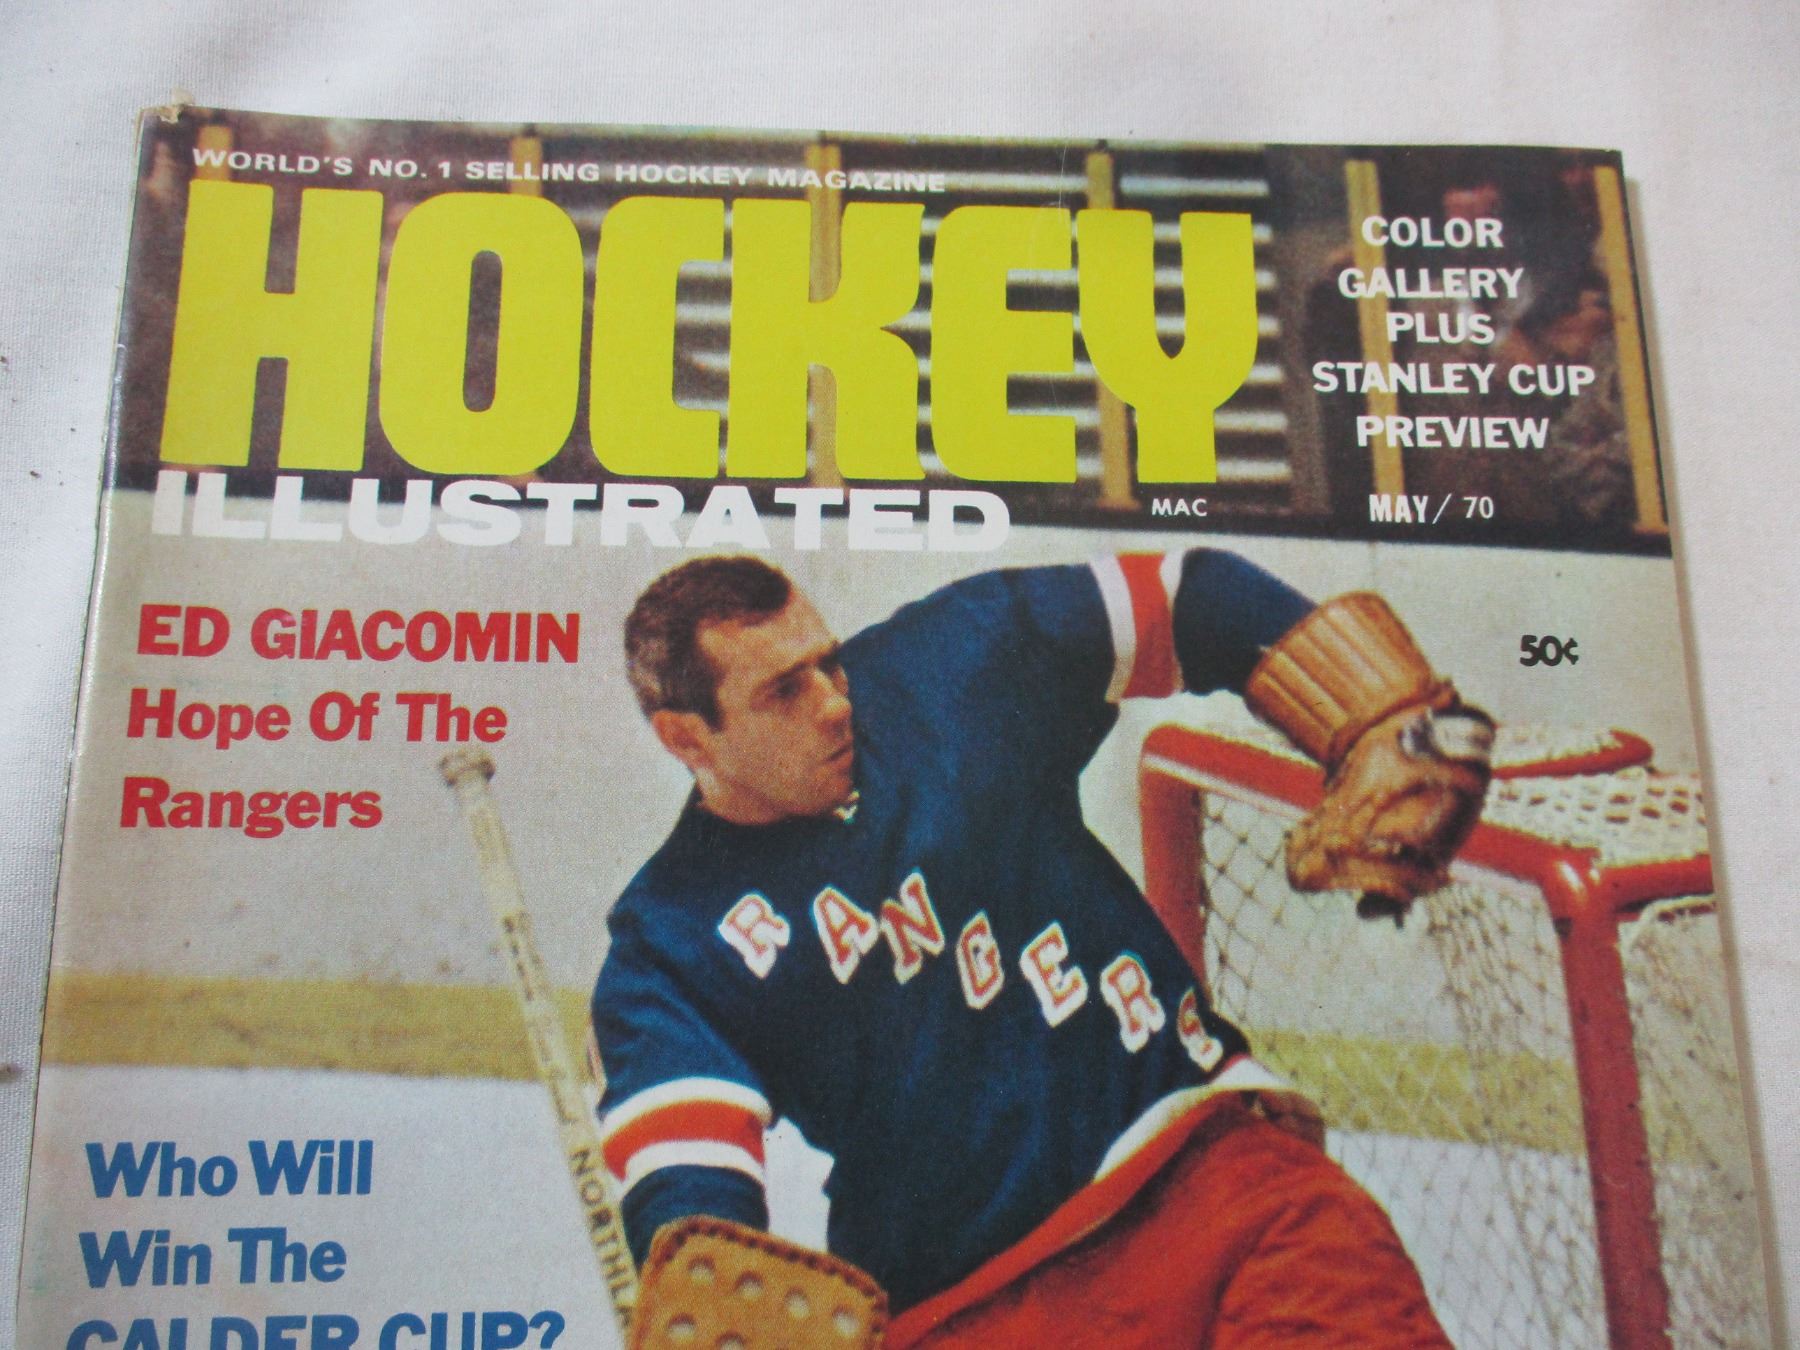 WORLD'S NO. 1 SELLING HOCKEY MAGAZINE
HOCKEY
ILLUSTRATED
COLOR
GALLERY
PLUS
STANLEY CUP
PREVIEW
MAC
MAY/ 70
50¢
ED GIACOMIN
Hope Of The
Rangers
RANGERS
Who Will
Win The
CALDER CUP?